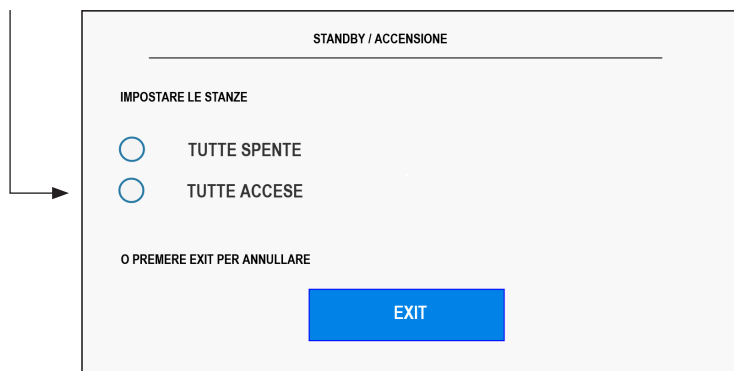 STANDBY / ACCENSIONE
IMPOSTARE LE STANZE
TUTTE SPENTE
TUTTE ACCESE
O PREMERE EXIT PER ANNULLARE
EXIT